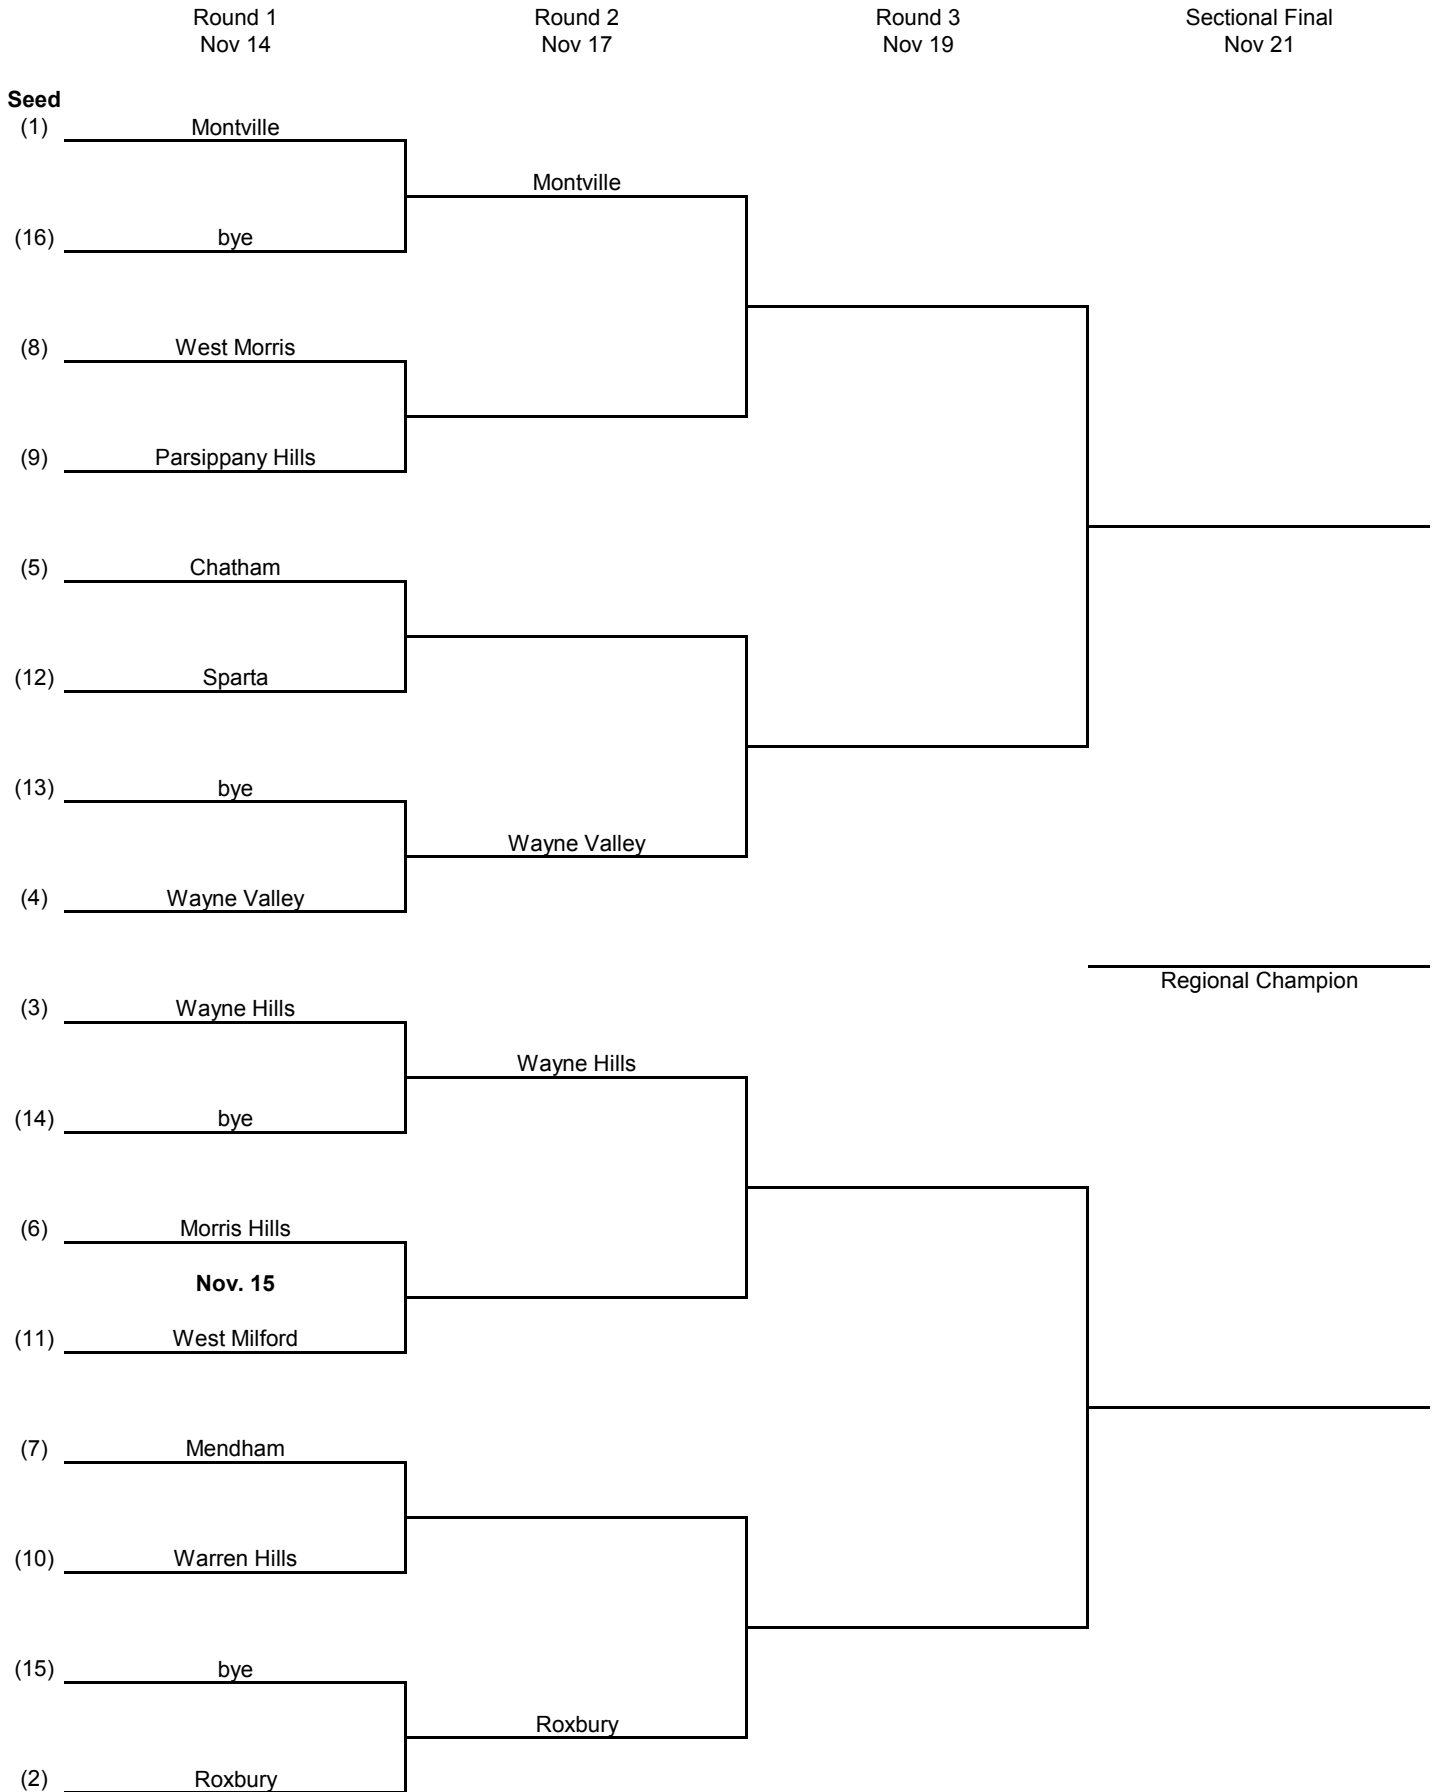 Round 1 Round 2 Round 3 Sectional Final
Nov 14 Nov 17 Nov 19 Nov 21
Seed
(1) Montville
Montville
(16) bye
(8) West Morris
(9) Parsippany Hills
(5) Chatham
(12) Sparta
(13) bye
Wayne Valley
(4) Wayne Valley
Regional Champion
(3) Wayne Hills
Wayne Hills
(14) bye
(6) Morris Hills
Nov. 15
(11) West Milford
(7) Mendham
(10) Warren Hills
(15) bye
Roxbury
(2) Roxbury